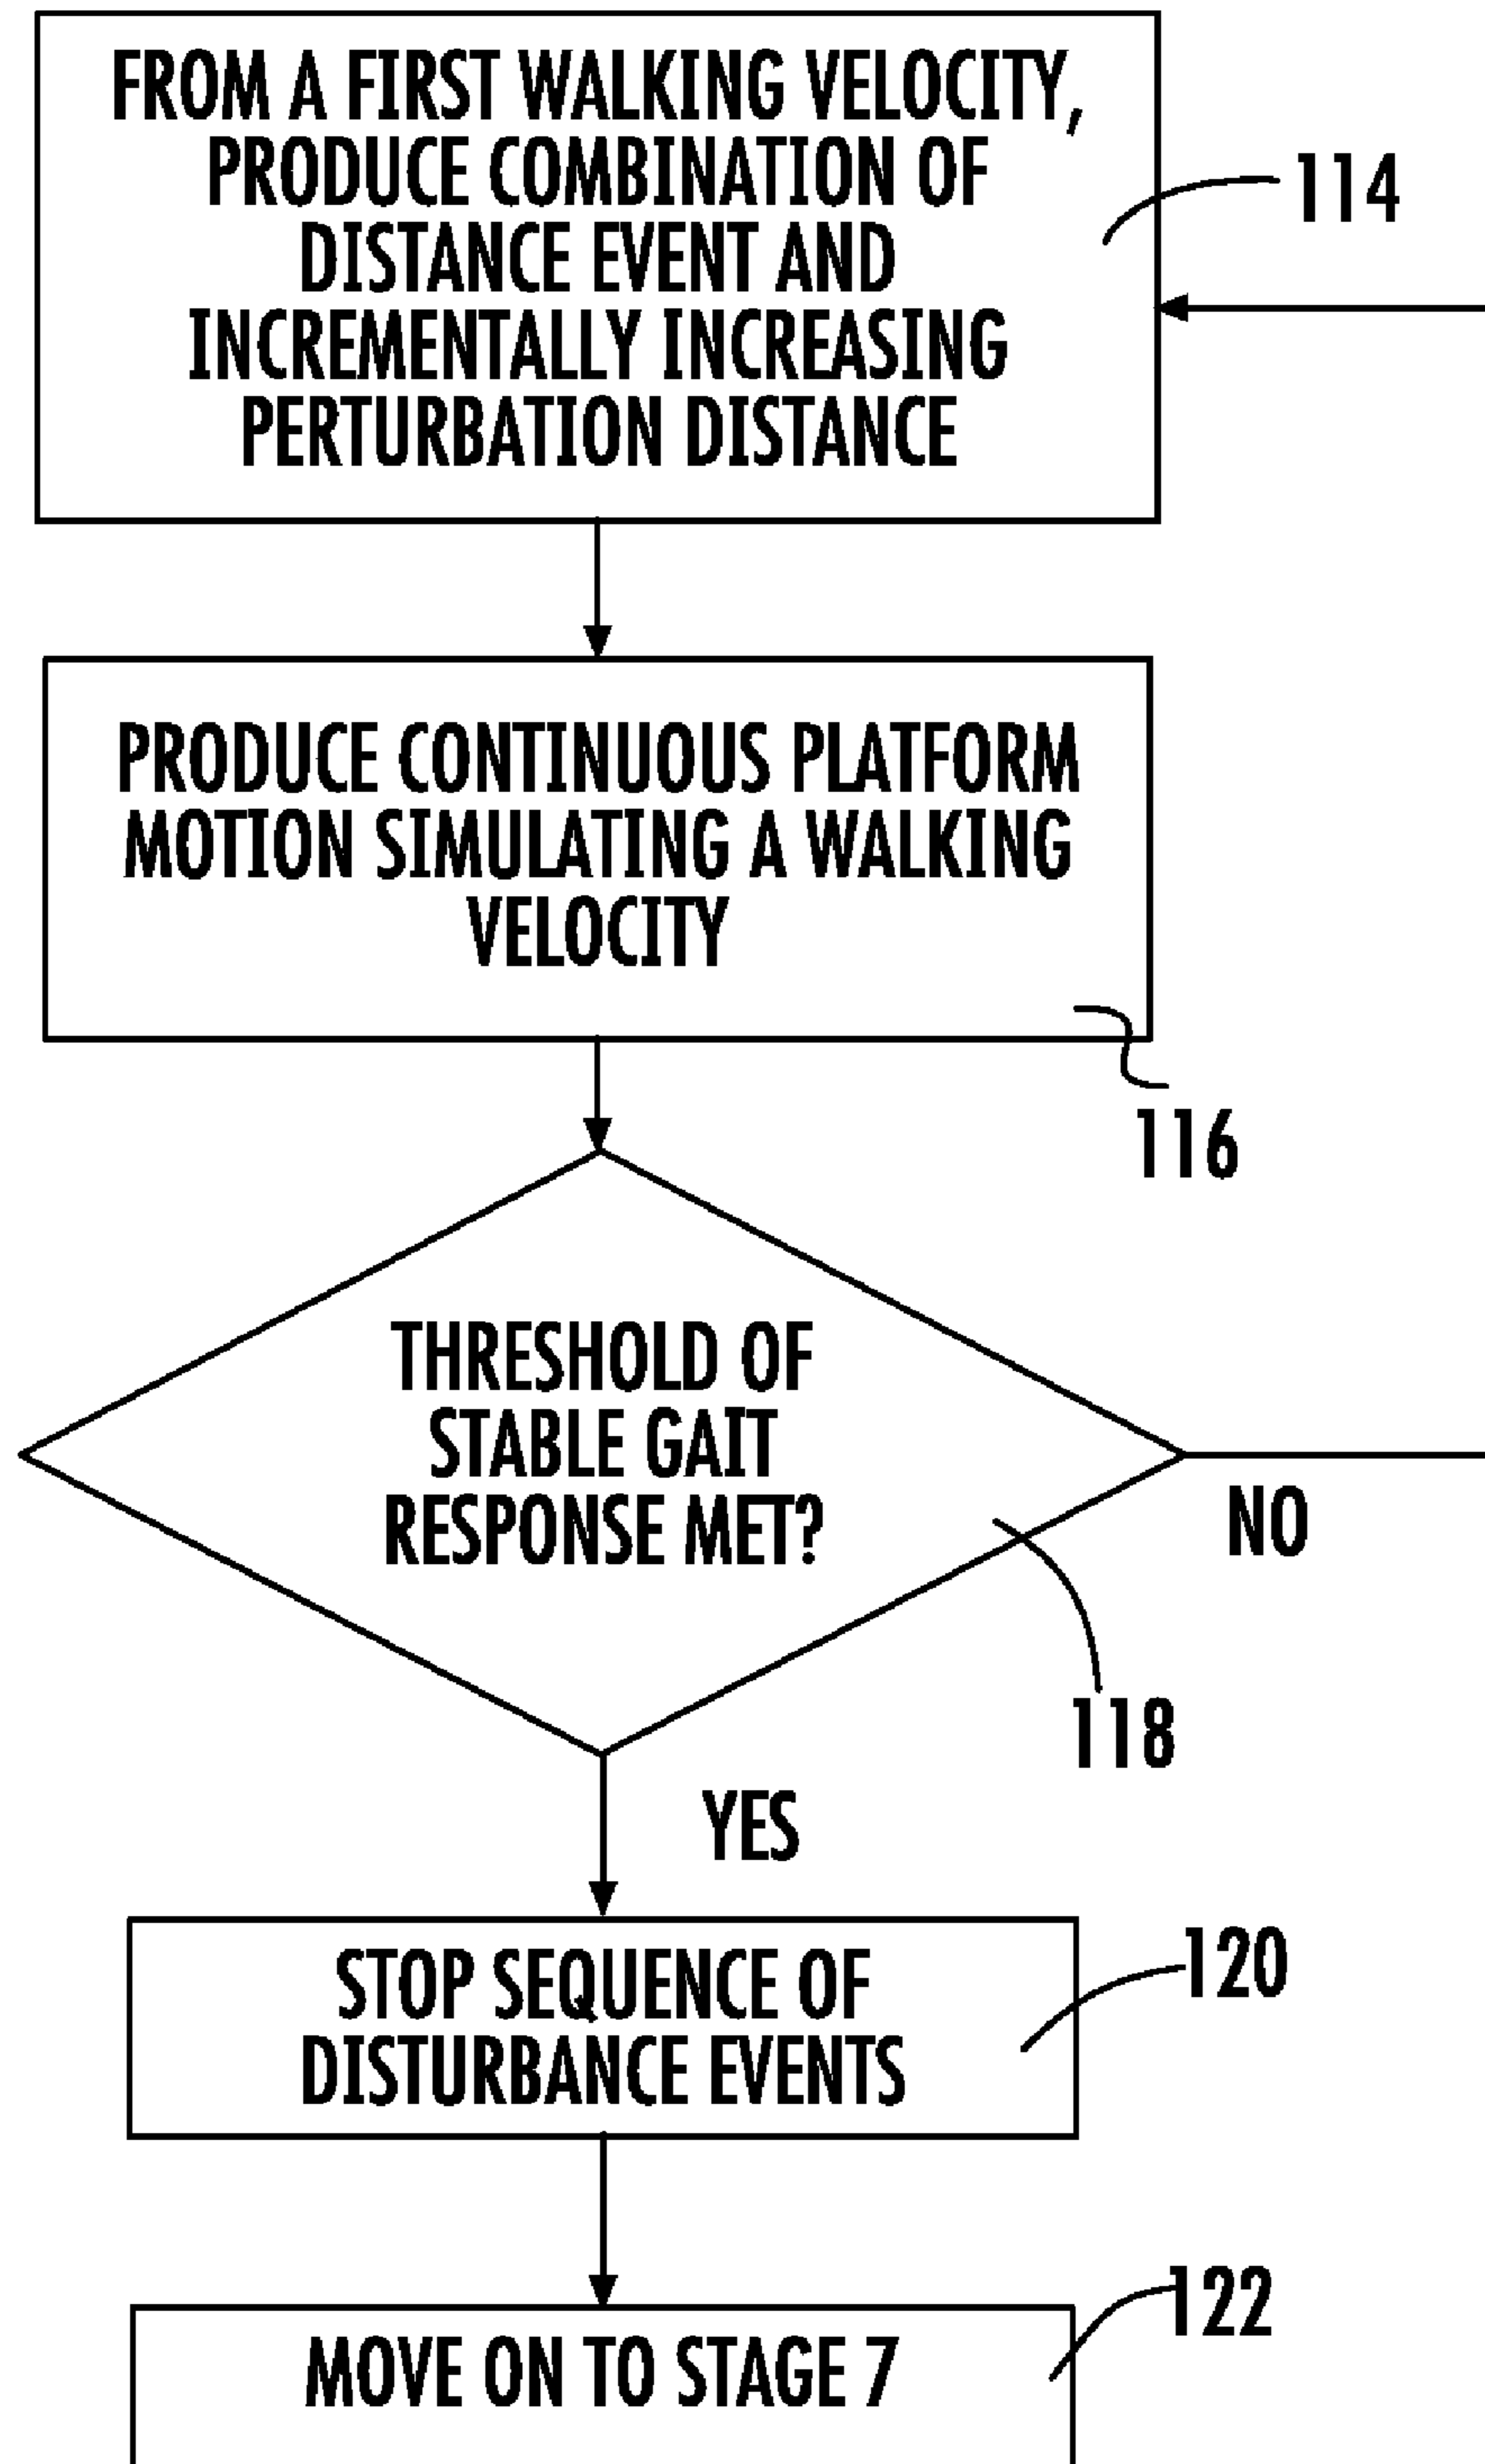 FROM A FIRST WALKING VELOCITY,
PRODUCE COMBINATION OF
DISTANCE EVENT AND
INCREMENTALLY INCREASING
PERTURBATION DISTANCE
114
PRODUCE CONTINUOUS PLATFORM
MOTION SIMULATING A WALKING
VELOCITY
116
THRESHOLD OF
STABLE GAIT
RESPONSE MET?
NO
118
YES
STOP SEQUENCE OF
DISTURBANCE EVENTS
120
MOVE ON TO STAGE 7
122